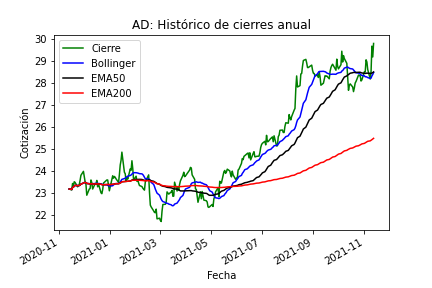 AD: Histórico de cierres anual
Cierre
Bollinger
EMA50
EMA200
Cotización
30
29
28
27
26
25
24
23
22
2020-11
2021-01
2021-03
2021-05
2021-07
2021-09
2021-11
Fecha